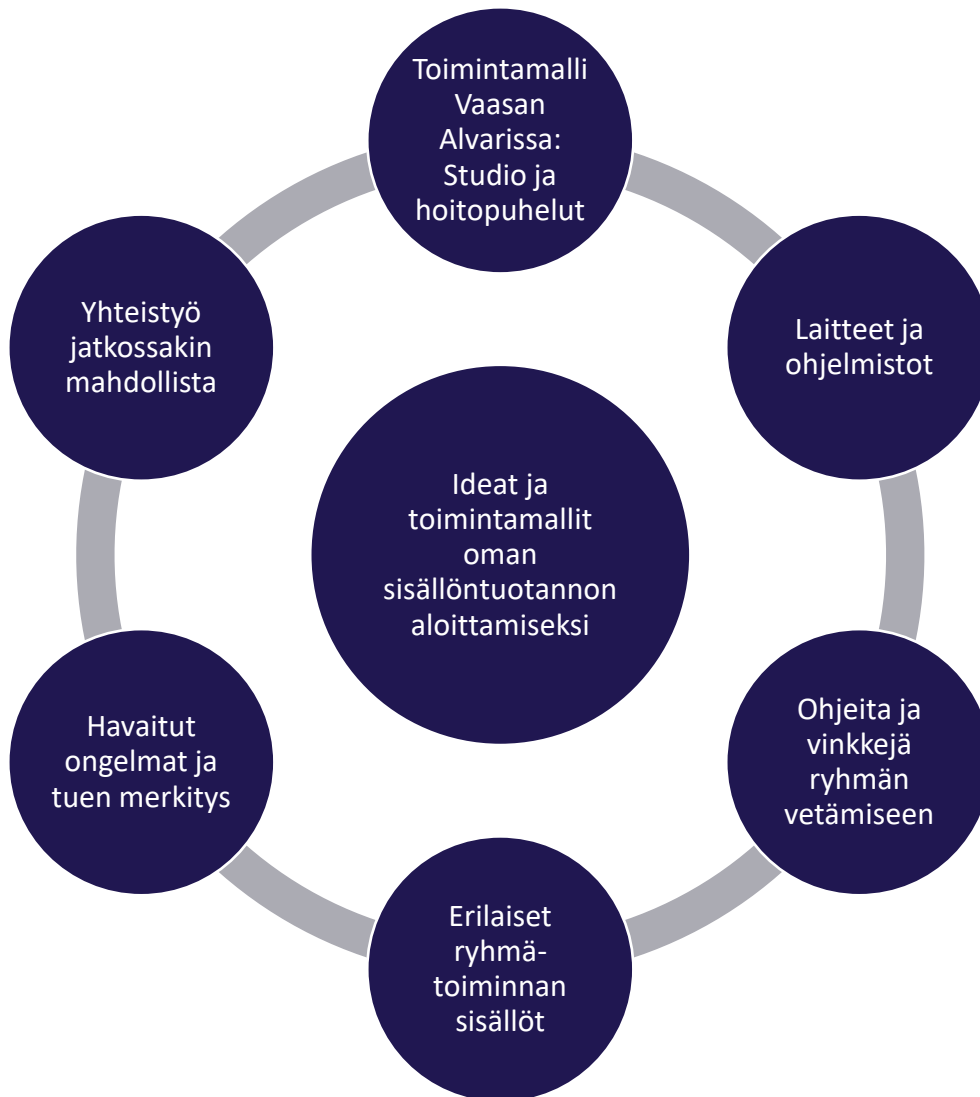 Toimintamalli
Vaasan
Alvarissa:
Studio ja
hoitopuhelut
Laitteet ja
ohjelmistot
Ohjeita ja
vinkkejä
ryhmän
vetämiseen
Erilaiset
ryhmä-
toiminnan
sisällöt
Havaitut
ongelmat ja
tuen merkitys
Yhteistyö
jatkossakin
mahdollista
Ideat ja
toimintamallit
oman
sisällöntuotannon
aloittamiseksi